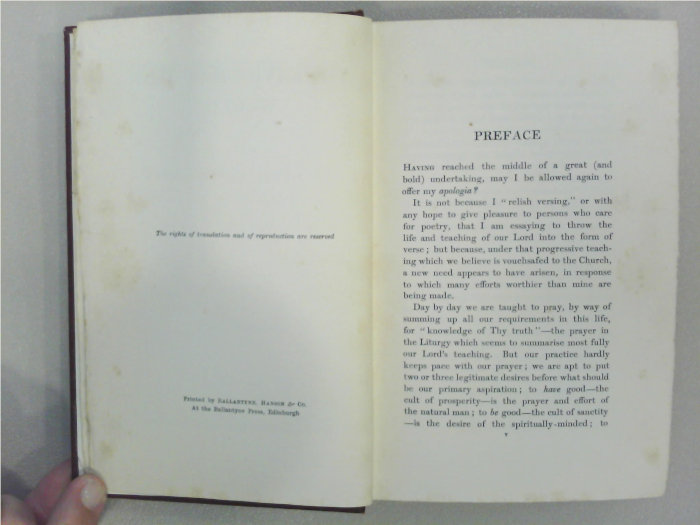 The rights of translation and of reproduction are reserved
Printed by BALLANTYNE, HANSON & Co.
At the Ballantyne Press, Edinburgh
PREFACE
HAVING reached the middle of a great (and
bold) undertaking, may I be allowed again to
offer my apologia?
It is not because I "relish versing," or with
any hope to give pleasure to persons who care
for poetry, that I am essaying to throw the
life and teaching of our Lord into the form of
verse; but because, under that progressive teach-
ing which we believe is vouchsafed to the Church,
a new need appears to have arisen, in response
to which many efforts worthier than mine are
being made.
Day by day we are taught to pray, by way of
summing up all our requirements in this life,
for "knowledge of Thy truth"—the prayer in
the Liturgy which seems to summarise most fully
our Lord's teaching. But our practice hardly
keeps pace with our prayer; we are apt to put
two or three legitimate desires before what should
be our primary aspiration; to have good—the
cult of prosperity—is the prayer and effort of
the natural man; to be good—the cult of sanctity
—is the desire of the spiritually-minded; to
v